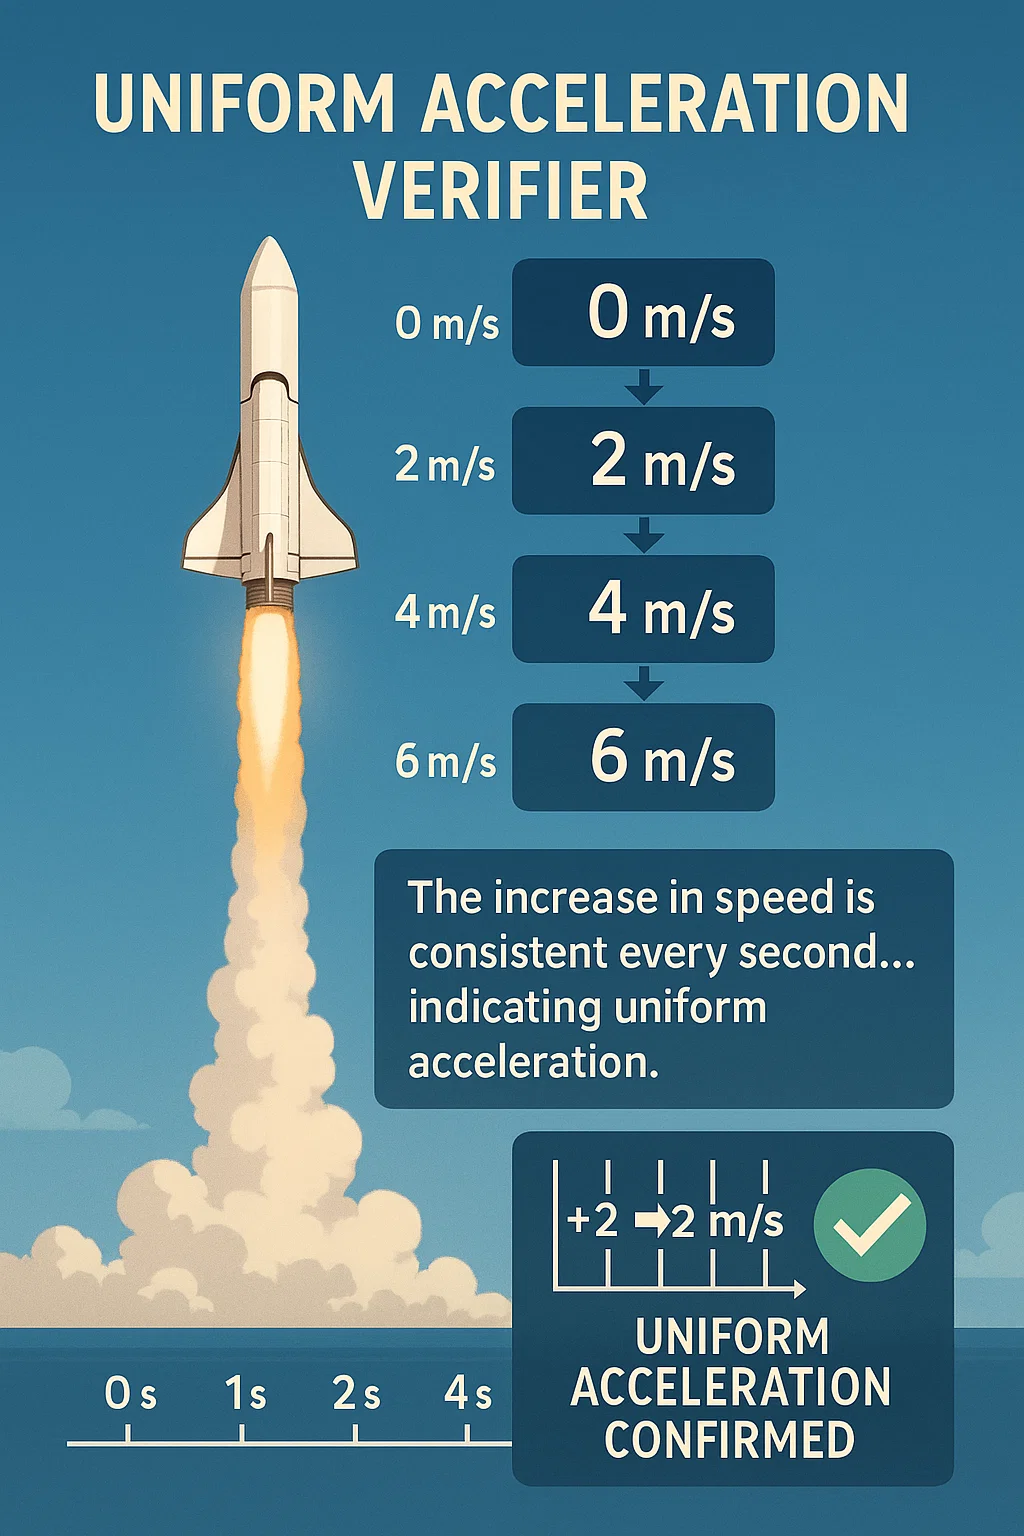 UNIFORM ACCELERATION
VERIFIER
0 m/s
0 m/s
2 m/s
2 m/s
4 m/s
4 m/s
6 m/s
6 m/s
The increase in speed is
consistent every second...
indicating uniform
acceleration.
+2 ➡2 m/s
UNIFORM
ACCELERATION
CONFIRMED
0 s 1s 2 s 4 s